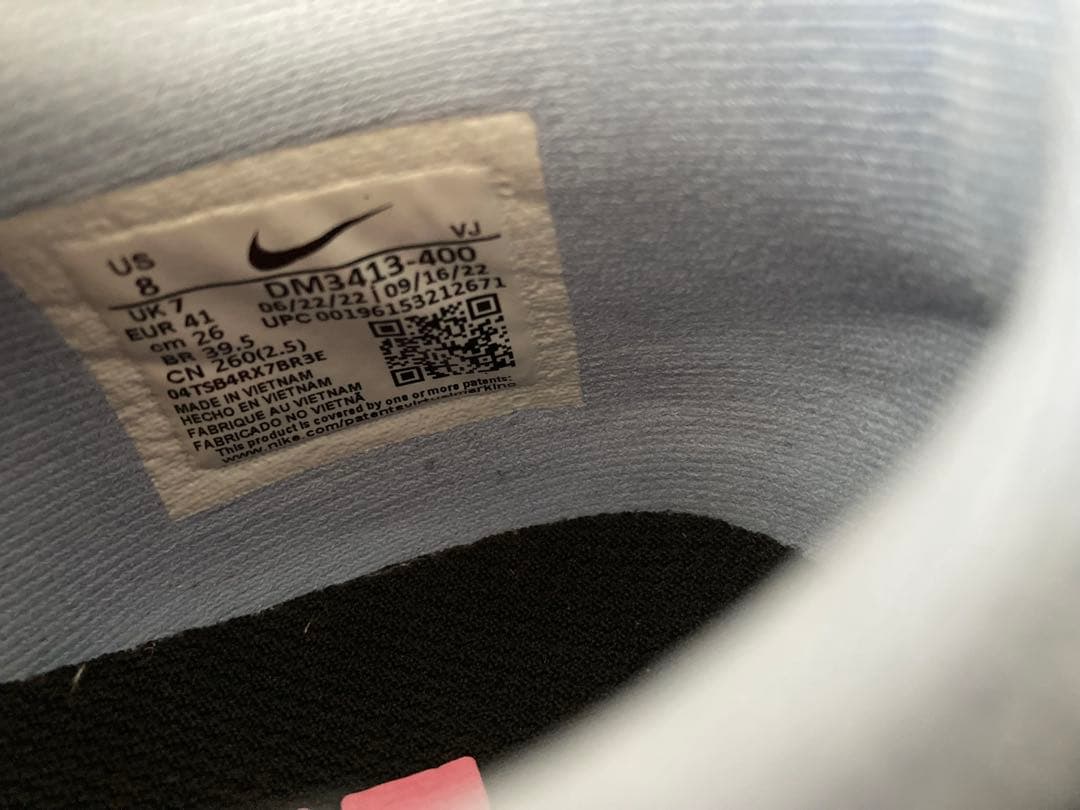 VJ
US
8
DM3413-400
UK 7
06/22/22 | 09/16/22
EUR 41
UPC 00196153212671
cm 26
BR 39.5
CN 260(2.5)
04TSB4RX7BR3E
MADE IN VIETNAM
HECHO EN VIETNAM
FABRIQUE AU VIETNAM
FABRICADO NO VIETNÃ
This product is covered by one or more patents:
www.nike.com/patentsvirtualmarking